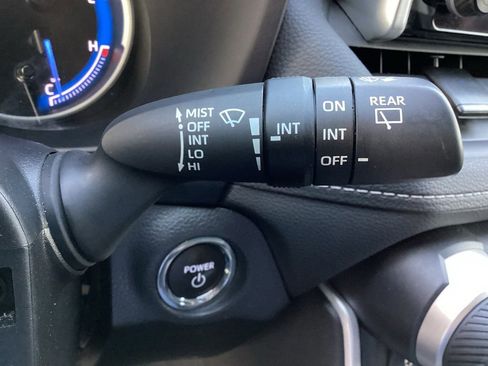 H
C
H
MIST
OFF
INT
LO
HI
INT
ON
INT
OFF
REAR
POWER